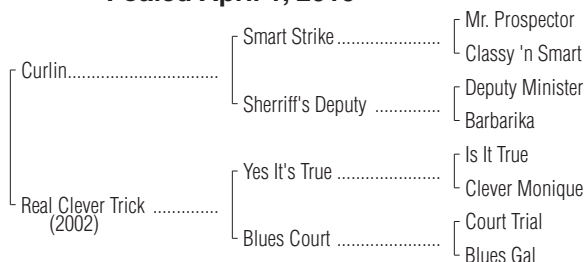 Foaled April 1,
Mr. Prospector
Smart Strike ........................
Classy 'n Smart
Curlin..................................
Deputy Minister
Sherriff's Deputy ...............
Barbarika
Is It True
Yes It's True ........................
Clever Monique
Real Clever Trick ...............
(2002)
Court Trial
Blues Court ........................
Blues Gal